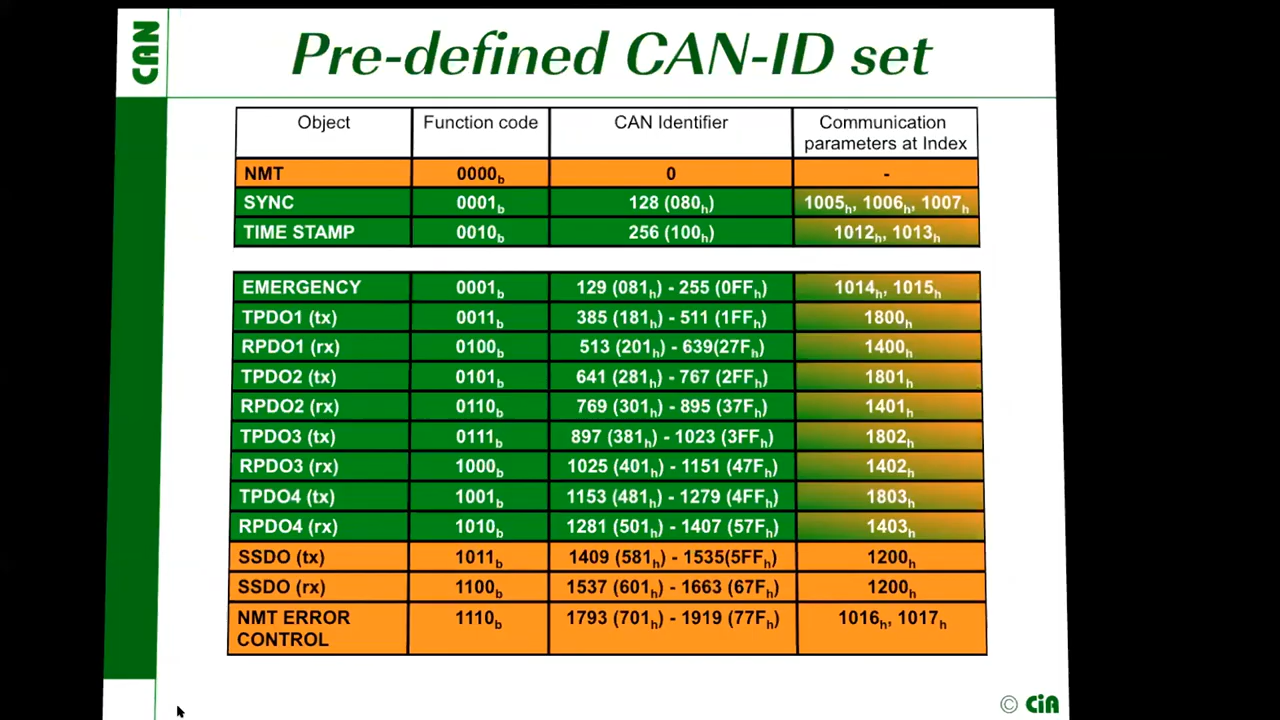 CAN
Pre-defined CAN-ID set
Object Function code CAN Identifier Communication parameters at Index
NMT 0000b 0 -
SYNC 0001b 128 (080h) 1005h, 1006h, 1007h
TIME STAMP 0010b 256 (100h) 1012h, 1013h
EMERGENCY 0001b 129 (081h) - 255 (0FFh) 1014h, 1015h
TPDO1 (tx) 0011b 385 (181h) - 511 (1FFh) 1800h
RPDO1 (rx) 0100b 513 (201h) - 639(27Fh) 1400h
TPDO2 (tx) 0101b 641 (281h) - 767 (2FFh) 1801h
RPDO2 (rx) 0110b 769 (301h) - 895 (37Fh) 1401h
TPDO3 (tx) 0111b 897 (381h) - 1023 (3FFh) 1802h
RPDO3 (rx) 1000b 1025 (401h) - 1151 (47Fh) 1402h
TPDO4 (tx) 1001b 1153 (481h) - 1279 (4FFh) 1803h
RPDO4 (rx) 1010b 1281 (501h) - 1407 (57Fh) 1403h
SSDO (tx) 1011b 1409 (581h) - 1535(5FFh) 1200h
SSDO (rx) 1100b 1537 (601h) - 1663 (67Fh) 1200h
NMT ERROR CONTROL 1110b 1793 (701h) - 1919 (77Fh) 1016h, 1017h
© CiA